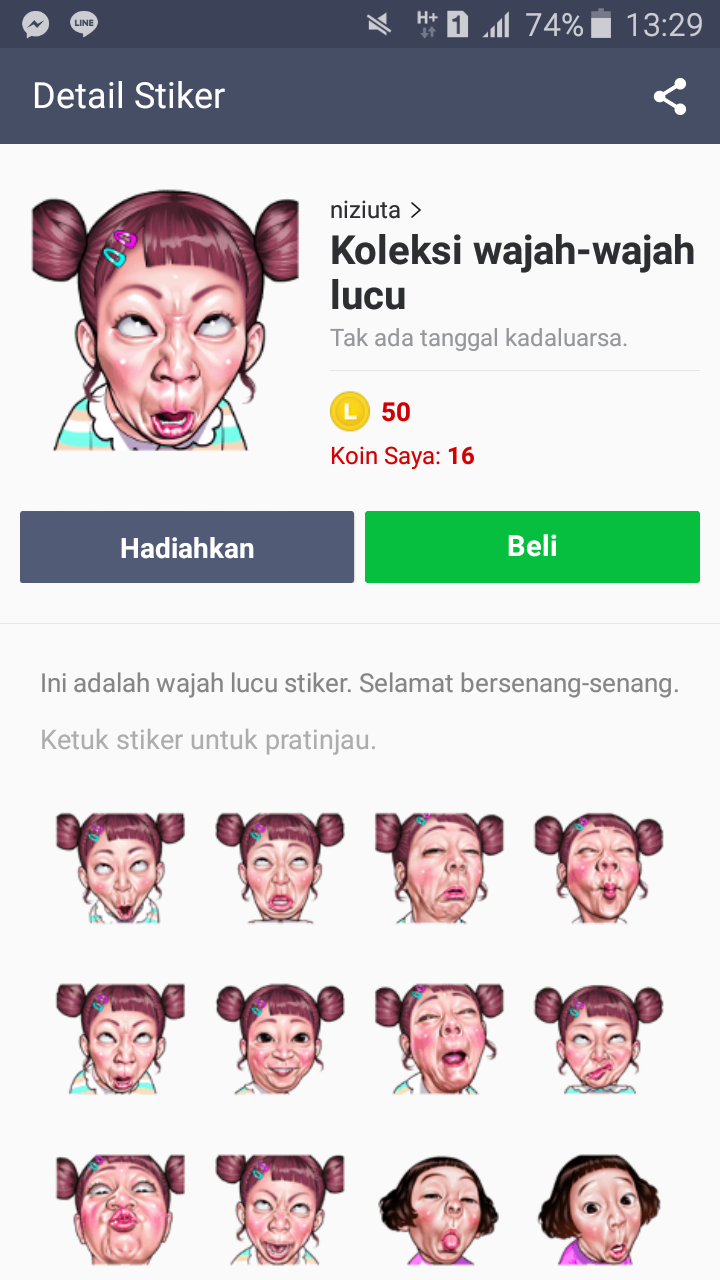 LINE
H+
1
74%
13:29
Detail Stiker
niziuta >
Koleksi wajah-wajah
lucu
Tak ada tanggal kadaluarsa.
L 50
Koin Saya: 16
Hadiahkan
Beli
Ini adalah wajah lucu stiker. Selamat bersenang-senang.
Ketuk stiker untuk pratinjau.